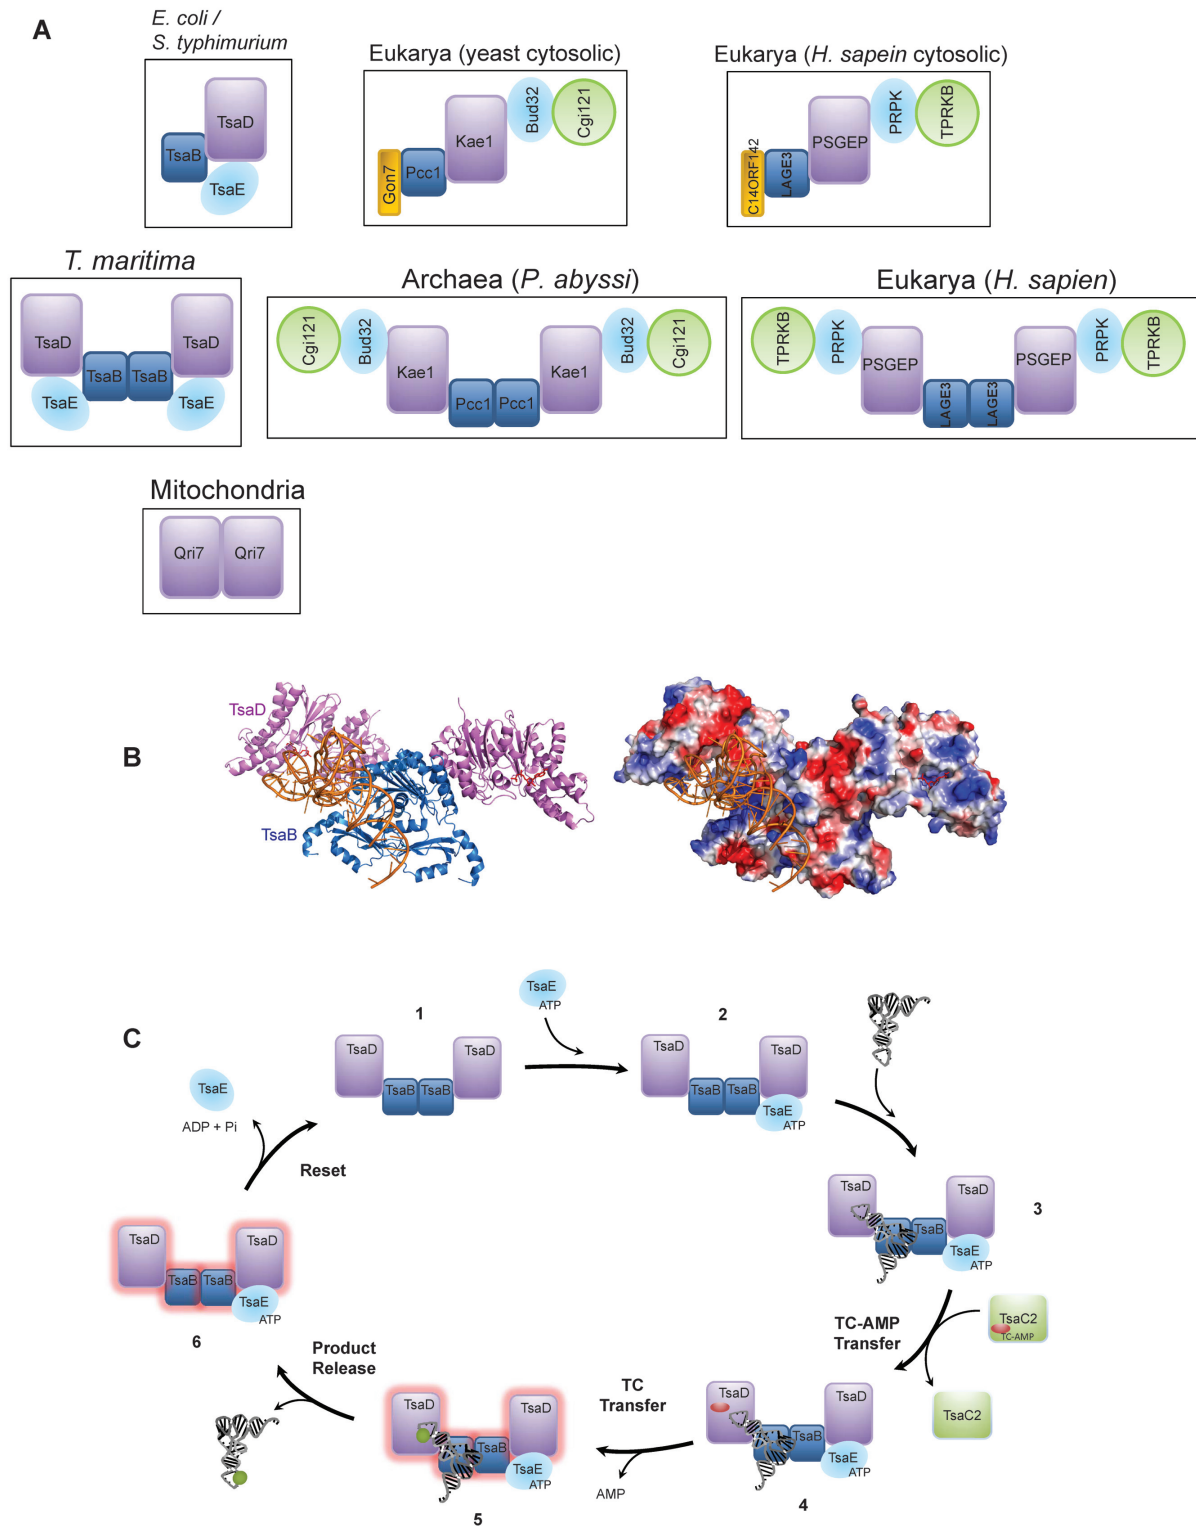 A
E. coli /
S. typhimurium
TsaD
TsaB
TsaE
Eukarya (yeast cytosolic)
Gon7
Pcc1
Kae1
Bud32
Cgi121
Eukarya (H. sapein cytosolic)
C14ORF142
LAGE3
PSGEP
PRPK
TPRKB
T. maritima
TsaD
TsaD
TsaB
TsaB
TsaE
TsaE
Archaea (P. abyssi)
Cgi121
Bud32
Kae1
Pcc1
Pcc1
Kae1
Bud32
Cgi121
Eukarya (H. sapien)
TPRKB
PRPK
PSGEP
LAGE3
LAGE3
PSGEP
PRPK
TPRKB
Mitochondria
Qri7
Qri7
B
TsaD
TsaB
C
1
TsaD
TsaD
TsaB
TsaB
TsaE
ATP
2
TsaD
TsaD
TsaB
TsaB
TsaE
ATP
3
TsaD
TsaD
TsaB
TsaE
ATP
TC-AMP
Transfer
TsaC2
TC-AMP
TsaC2
4
TsaD
TsaD
TsaB
TsaE
ATP
TC
Transfer
AMP
5
TsaD
TsaD
TsaB
TsaE
ATP
Product
Release
6
TsaD
TsaD
TsaB
TsaB
TsaE
ATP
Reset
TsaE
ADP + Pi